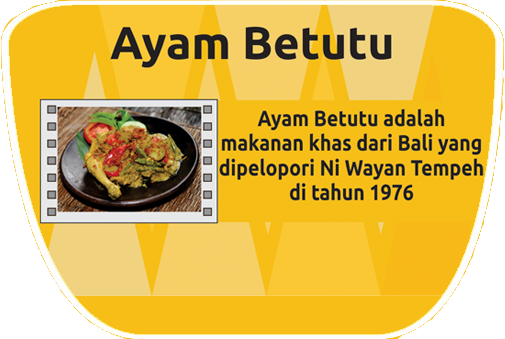 Ayam Betutu
Ayam Betutu adalah
makanan khas dari Bali yang
dipelopori Ni Wayan Tempeh
di tahun 1976